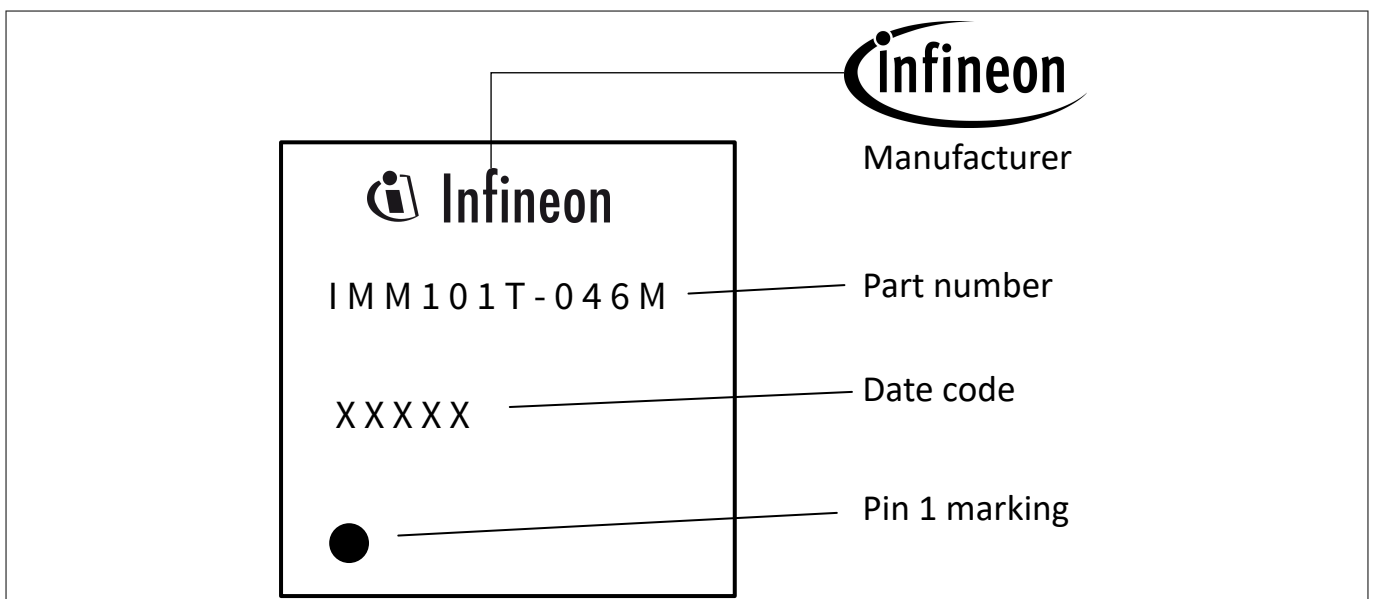 infineon
Manufacturer
Infineon
IMM101T-046M
Part number
XXXXX
Date code
Pin 1 marking